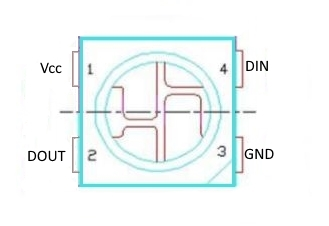 Vcc 1 4 DIN
DOUT 2 3 GND